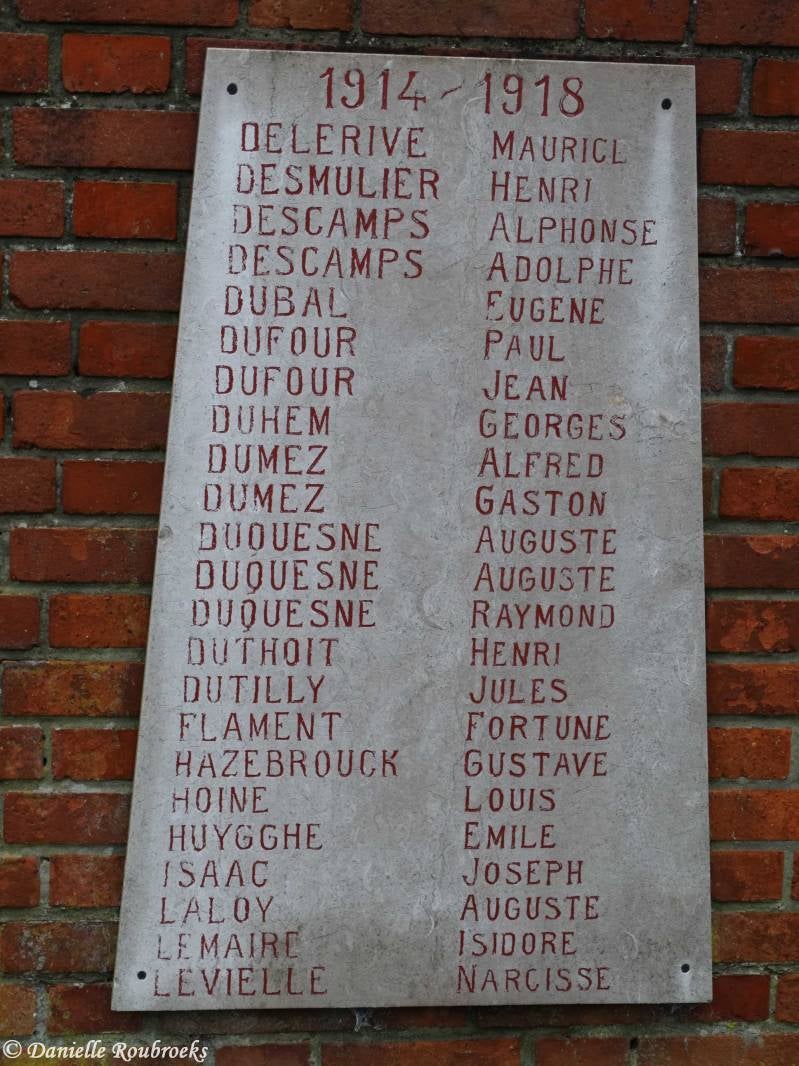 1914 - 1918
DELERIVE MAURICE
DESMULIER HENRI
DESCAMPS ALPHONSE
DESCAMPS ADOLPHE
DUBAL EUGENE
DUFOUR PAUL
DUFOUR JEAN
DUHEM GEORGES
DUMEZ ALFRED
DUMEZ GASTON
DUQUESNE AUGUSTE
DUQUESNE AUGUSTE
DUQUESNE RAYMOND
DUTHOIT HENRI
DUTILLY JULES
FLAMENT FORTUNE
HAZEBROUCK GUSTAVE
HOINE LOUIS
HUYGGHE EMILE
ISAAC JOSEPH
LALOY AUGUSTE
LEMAIRE ISIDORE
LEVIELLE NARCISSE
© Danielle Roubroeks